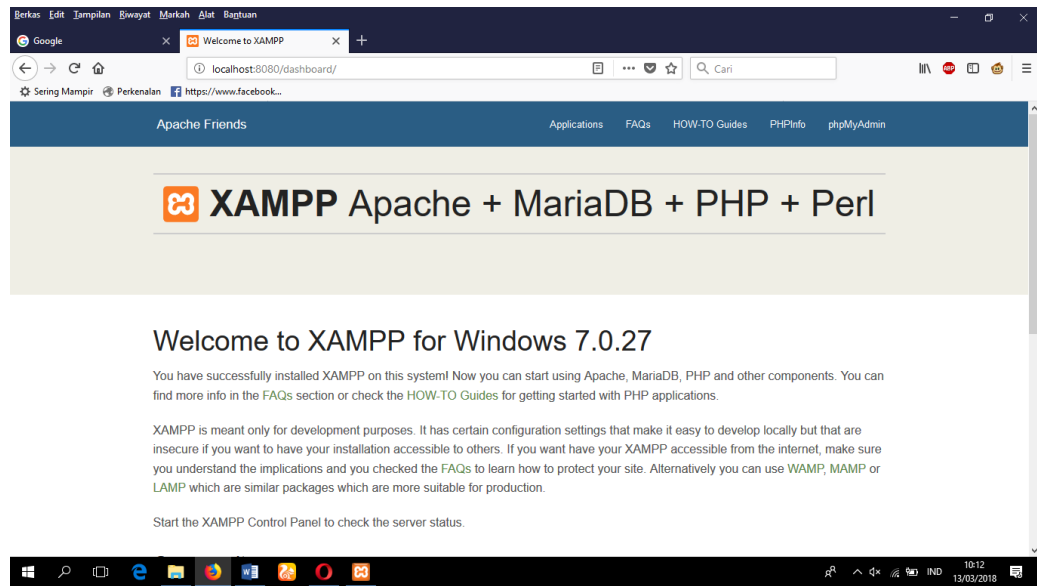 Berkas Edit Tampilan Riwayat Markah Alat Bantuan
Google
Welcome to XAMPP
localhost:8080/dashboard/
Cari
Sering Mampir Perkenalan https://www.facebook...
Apache Friends Applications FAQs HOW-TO Guides PHPInfo phpMyAdmin
XAMPP Apache + MariaDB + PHP + Perl
Welcome to XAMPP for Windows 7.0.27
You have successfully installed XAMPP on this system! Now you can start using Apache, MariaDB, PHP and other components. You can
find more info in the FAQs section or check the HOW-TO Guides for getting started with PHP applications.
XAMPP is meant only for development purposes. It has certain configuration settings that make it easy to develop locally but that are
insecure if you want to have your installation accessible to others. If you want have your XAMPP accessible from the internet, make sure
you understand the implications and you checked the FAQs to learn how to protect your site. Alternatively you can use WAMP, MAMP or
LAMP which are similar packages which are more suitable for production.
Start the XAMPP Control Panel to check the server status.
IND
10:12
13/03/2018